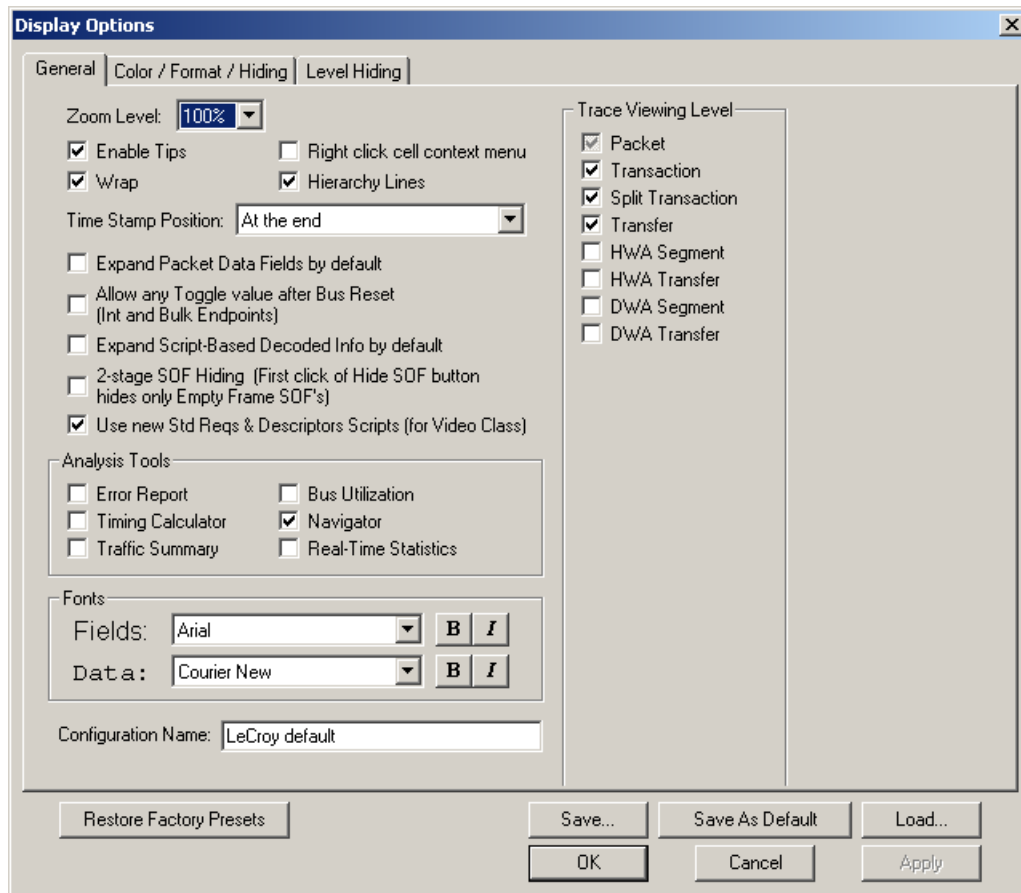 Display Options
General
Color / Format / Hiding
Level Hiding
Zoom Level: 100%
Enable Tips
Right click cell context menu
Wrap
Hierarchy Lines
Time Stamp Position: At the end
Expand Packet Data Fields by default
Allow any Toggle value after Bus Reset
(Int and Bulk Endpoints)
Expand Script-Based Decoded Info by default
2-stage SOF Hiding (First click of Hide SOF button
hides only Empty Frame SOF's)
Use new Std Reqs & Descriptors Scripts (for Video Class)
Analysis Tools
Error Report
Bus Utilization
Timing Calculator
Navigator
Traffic Summary
Real-Time Statistics
Fonts
Fields: Arial B I
Data: Courier New B I
Configuration Name: LeCroy default
Trace Viewing Level
Packet
Transaction
Split Transaction
Transfer
HWA Segment
HWA Transfer
DWA Segment
DWA Transfer
Restore Factory Presets
Save...
Save As Default
Load...
OK
Cancel
Apply